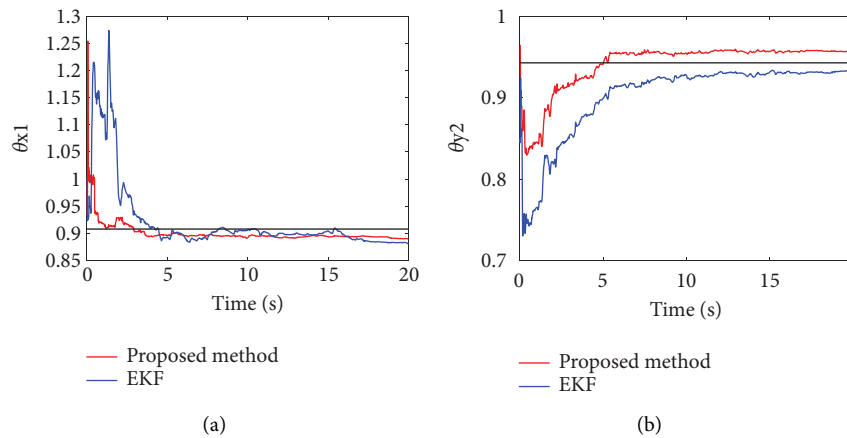 1.3
1.25
1.2
1.15
1.1
1.05
1
0.95
0.9
0.85
θx1
0 5 10 15 20
Time (s)
Proposed method
EKF
(a)
1
0.9
0.8
0.7
θy2
0 5 10 15
Time (s)
Proposed method
EKF
(b)